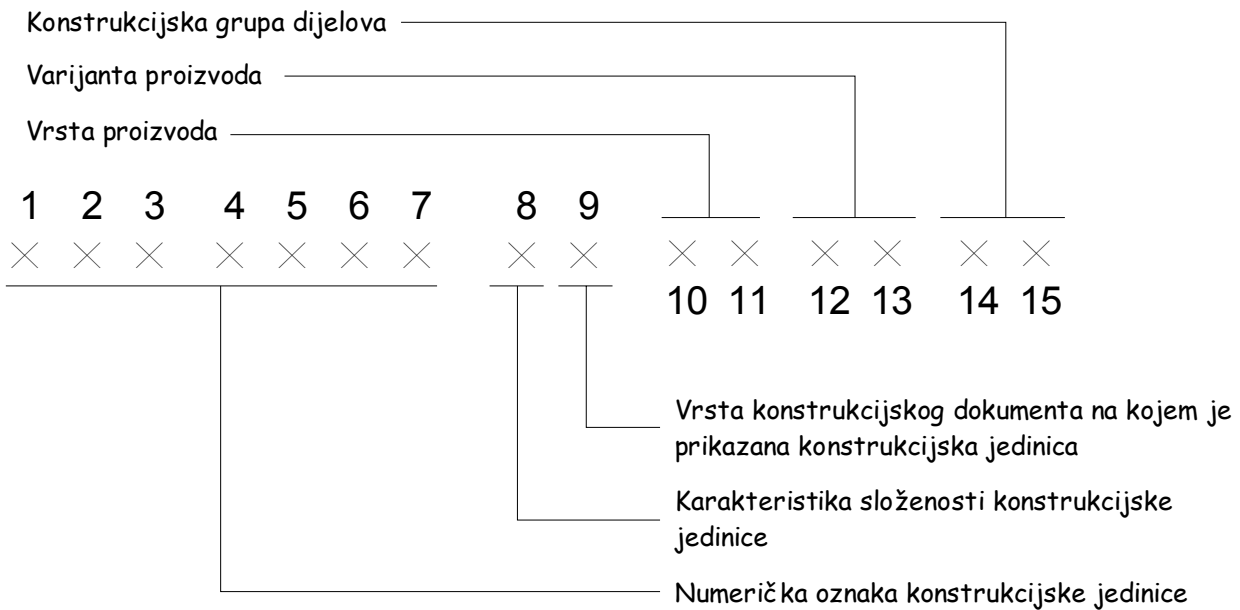 Konstrukcijska grupa dijelova
Varijanta proizvoda
Vrsta proizvoda
1 2 3 4 5 6 7 8 9
10 11 12 13 14 15
Vrsta konstrukcijskog dokumenta na kojem je
prikazana konstrukcijska jedinica
Karakteristika složenosti konstrukcijske
jedinice
Numerička oznaka konstrukcijske jedinice